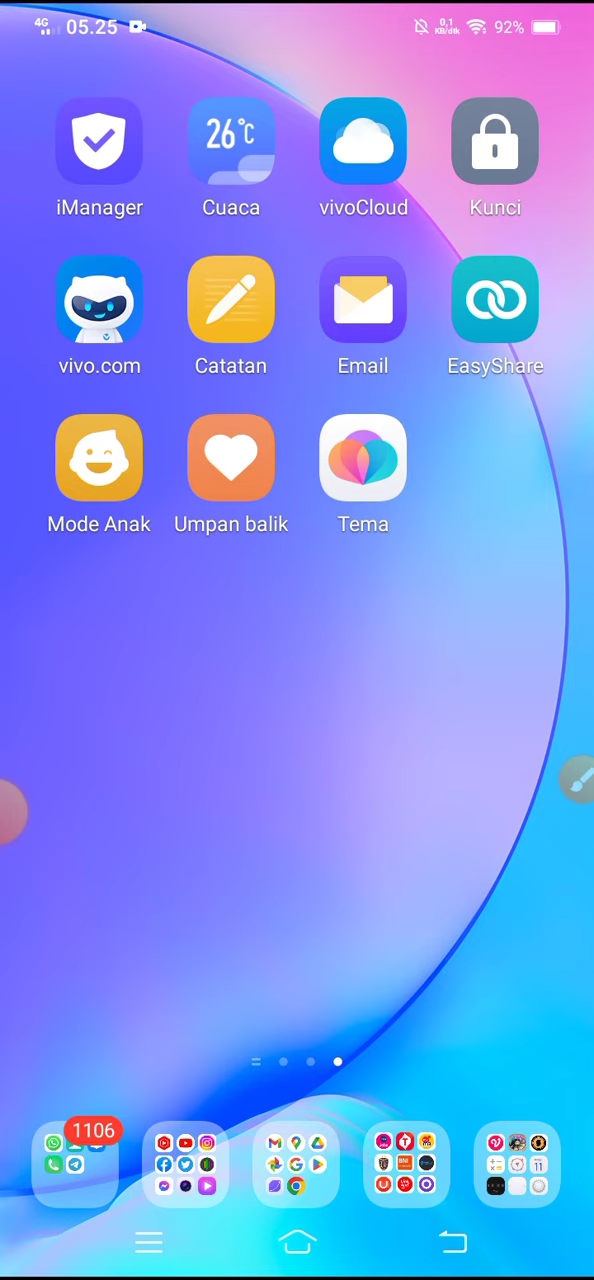 4G 05.25 0,1 KB/dtk 92%
26°C
iManager Cuaca vivoCloud Kunci
vivo.com Catatan Email EasyShare
Mode Anak Umpan balik Tema
1106
11